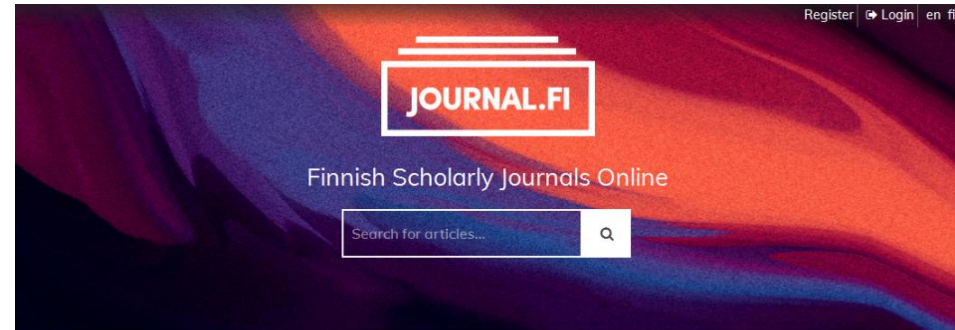 Register Login en fi
JOURNAL.FI
Finnish Scholarly Journals Online
Search for articles...